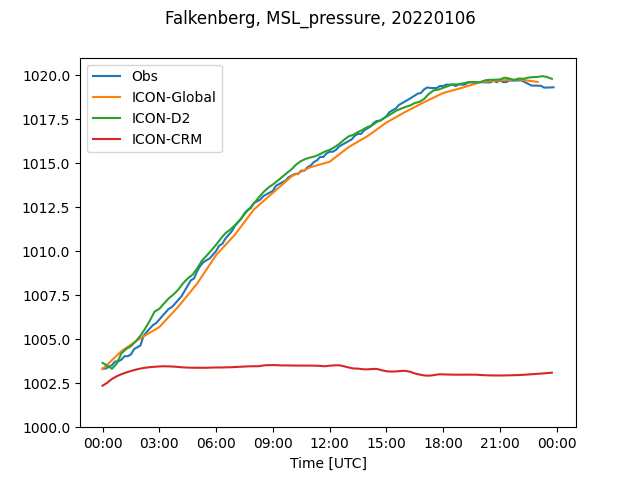 Falkenberg, MSL_pressure, 20220106
Obs
ICON-Global
ICON-D2
ICON-CRM
1020.0
1017.5
1015.0
1012.5
1010.0
1007.5
1005.0
1002.5
1000.0
00:00 03:00 06:00 09:00 12:00 15:00 18:00 21:00 00:00
Time [UTC]